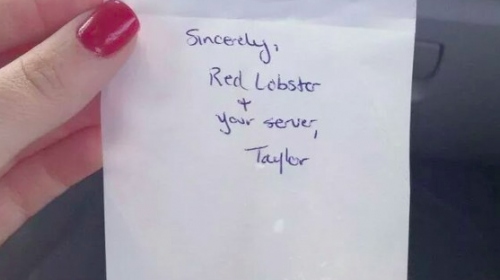 Sincerely,
Red Lobster
+
your server,
Taylor